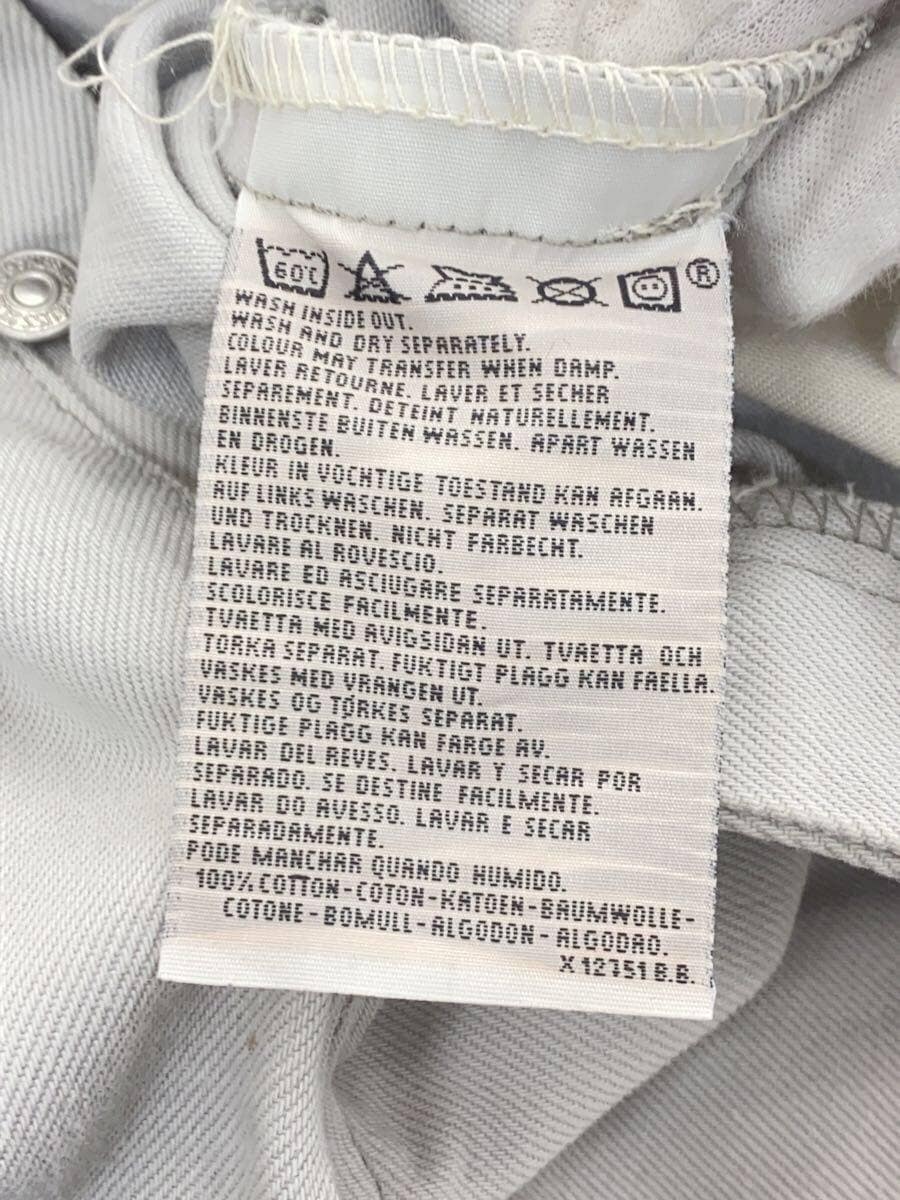 60C
®
WASH INSIDE OUT.
WASH AND DRY SEPARATELY.
COLOUR MAY TRANSFER WHEN DAMP.
LAVER RETOURNE. LAVER ET SECHER
SEPAREMENT. DETEINT NATURELLEMENT.
BINNENSTE BUITEN WASSEN. APART WASSEN
EN DROGEN.
KLEUR IN VOCHTIGE TOESTAND KAN AFGAAN.
AUF LINKS WASCHEN. SEPARAT WASCHEN
UND TROCKNEN. NICHT FARBECHT.
LAVARE AL ROVESCIO.
LAVARE ED ASCIUGARE SEPARATAMENTE.
SCOLORISCE FACILMENTE.
TVAETTA MED AVIGSIDAN UT. TVAETTA OCH
TORKA SEPARAT. FUKTIGT PLAGG KAN FAELLA.
VASKES MED VRANGEN UT.
VASKES OG TØRKES SEPARAT.
FUKTIGE PLAGG KAN FARGE AV.
LAVAR DEL REVES. LAVAR Y SECAR POR
SEPARADO. SE DESTINE FACILMENTE.
LAVAR DO AVESSO. LAVAR E SECAR
SEPARADAMENTE.
PODE MANCHAR QUANDO HUMIDO.
100% COTTON-COTON-KATOEN-BAUMWOLLE-
COTONE-BOMULL-ALGODON-ALGODAO.
X 12751 B.B.